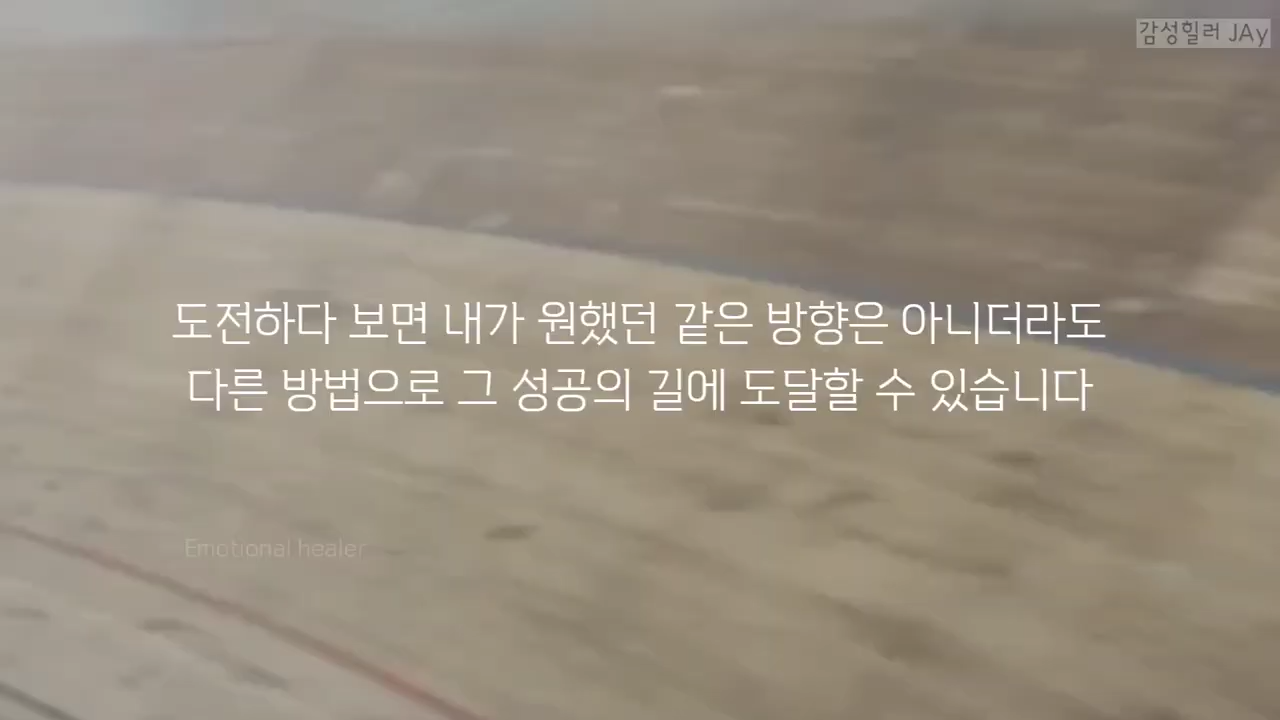 감성힐러 JAy
도전하다 보면 내가 원했던 같은 방향은 아니더라도
다른 방법으로 그 성공의 길에 도달할 수 있습니다
Emotional healer